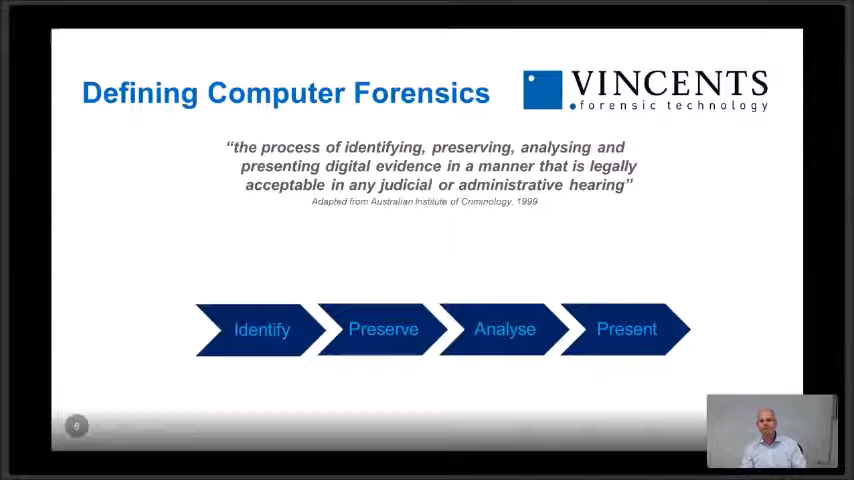 Defining Computer Forensics
VINCENTS
forensic technology
“the process of identifying, preserving, analysing and
presenting digital evidence in a manner that is legally
acceptable in any judicial or administrative hearing”
Adapted from Australian Institute of Criminology, 1999
Identify
Preserve
Analyse
Present
6